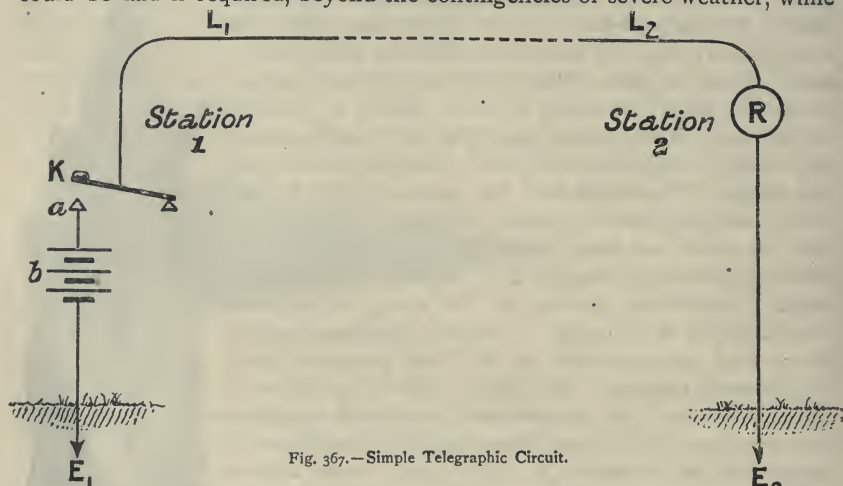 could be had if required, beyond the contingencies of severe weather, while
L₁ L₂
R
Station
1
Station
2
K
a
b
Fig. 367.—Simple Telegraphic Circuit.
E₁ E₂